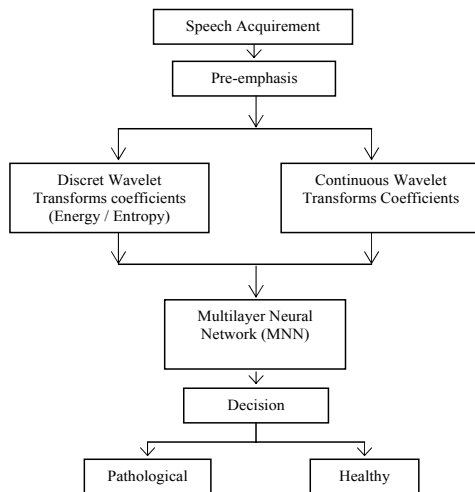 Speech Acquirement
Pre-emphasis
Discret Wavelet
Transforms coefficients
(Energy / Entropy)
Continuous Wavelet
Transforms Coefficients
Multilayer Neural
Network (MNN)
Decision
Pathological
Healthy